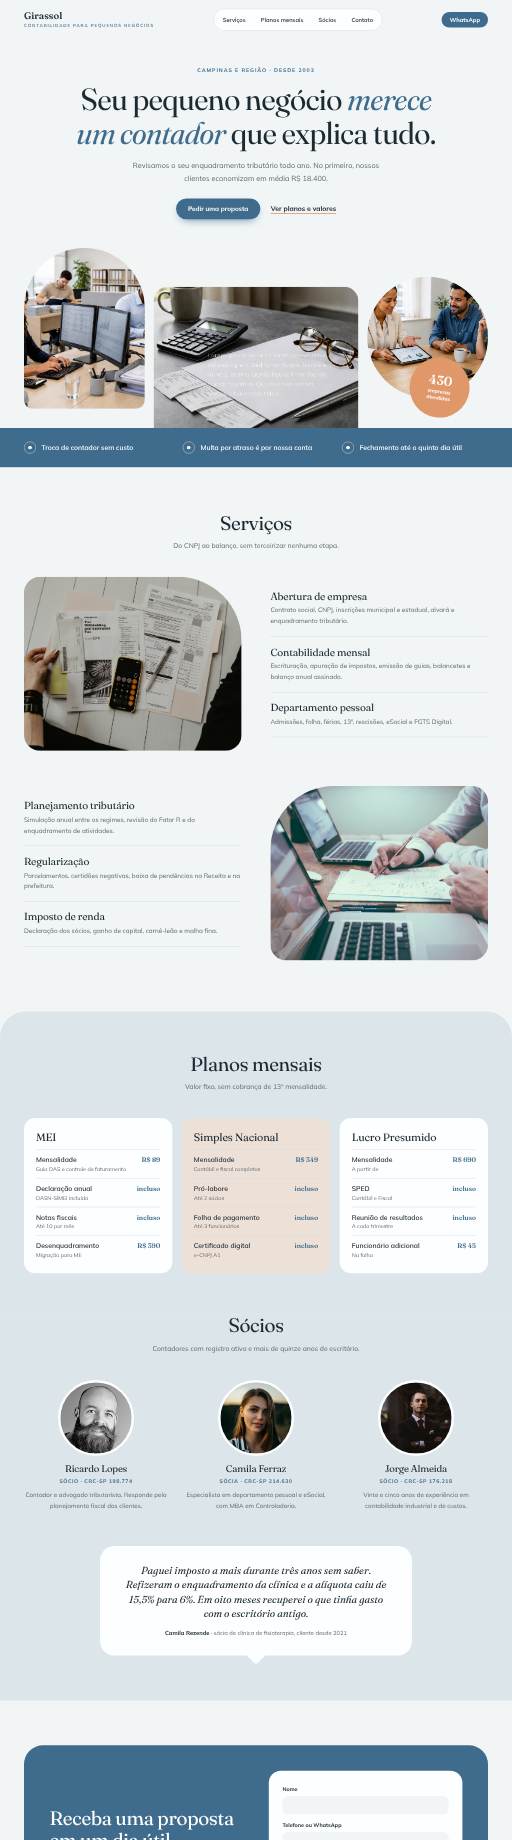 Girassol
CONTABILIDADE PARA PEQUENOS NEGÓCIOS
Serviços
Planos mensais
Sócios
Contato
WhatsApp
CAMPINAS E REGIÃO · DESDE 2003
Seu pequeno negócio merece
um contador que explica tudo.
Revisamos o seu enquadramento tributário todo ano. No primeiro, nossos
clientes economizam em média R$ 18.400.
Pedir uma proposta
Ver planos e valores
430
empresas
atendidas
Troca de contador sem custo
Multa por atraso é por nossa conta
Fechamento até o quinto dia útil
Serviços
Do CNPJ ao balanço, sem terceirizar nenhuma etapa.
Abertura de empresa
Contrato social, CNPJ, inscrições municipal e estadual, alvará e
enquadramento tributário.
Contabilidade mensal
Escrituração, apuração de impostos, emissão de guias, balancetes e
balanço anual assinado.
Departamento pessoal
Admissões, folha, férias, 13º, rescisões, eSocial e FGTS Digital.
Planejamento tributário
Simulação anual entre os regimes, revisão do Fator R e do
enquadramento de atividades.
Regularização
Parcelamentos, certidões negativas, baixa de pendências na Receita e na
prefeitura.
Imposto de renda
Declaração dos sócios, ganho de capital, carnê-leão e malha fina.
Planos mensais
Valor fixo, sem cobrança de 13ª mensalidade.
MEI
Mensalidade
R$ 89
Guia DAS e controle de faturamento
Declaração anual
incluso
DASN-SIMEI incluída
Notas fiscais
incluso
Até 10 por mês
Desenquadramento
R$ 390
Migração para ME
Simples Nacional
Mensalidade
R$ 349
Contábil e fiscal completos
Pró-labore
incluso
Até 2 sócios
Folha de pagamento
incluso
Até 3 funcionários
Certificado digital
incluso
e-CNPJ A1
Lucro Presumido
Mensalidade
R$ 690
A partir de
SPED
incluso
Contábil e Fiscal
Reunião de resultados
incluso
A cada trimestre
Funcionário adicional
R$ 45
Na folha
Sócios
Contadores com registro ativo e mais de quinze anos de escritório.
Ricardo Lopes
SÓCIO · CRC-SP 198.774
Contador e advogado tributarista. Responde pelo
planejamento fiscal dos clientes.
Camila Ferraz
SÓCIA · CRC-SP 214.630
Especialista em departamento pessoal e eSocial,
com MBA em Controladoria.
Jorge Almeida
SÓCIO · CRC-SP 176.218
Vinte e cinco anos de experiência em
contabilidade industrial e de custos.
Paguei imposto a mais durante três anos sem saber.
Refizeram o enquadramento da clínica e a alíquota caiu de
15,5% para 6%. Em oito meses recuperei o que tinha gasto
com o escritório antigo.
Camila Rezende · sócia de clínica de fisioterapia, cliente desde 2021
Receba uma proposta
em um dia útil
Nome
Telefone ou WhatsApp